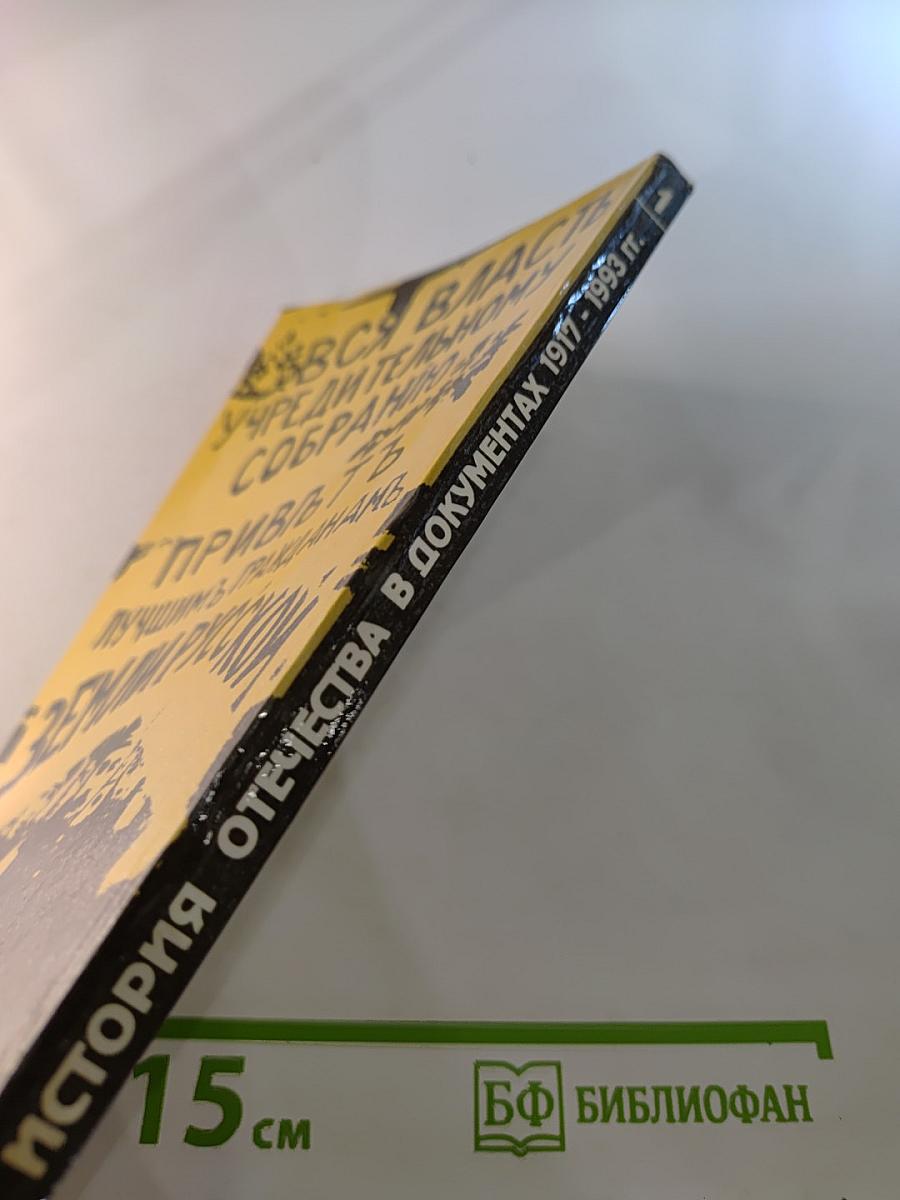 ВСЯ ВЛАСТЬ
УЧРЕДИТЕЛЬНОМУ
СОБРАНИЮ
ПРИВѢТЪ
ЛУЧШИМЪ ГРАЖДАНАМЪ
ЗЕМЛИ РУССКОЙ
ИСТОРИЯ ОТЕЧЕСТВА В ДОКУМЕНТАХ 1917 - 1993 гг. 1
15 см
БФ БИБЛИОФАН